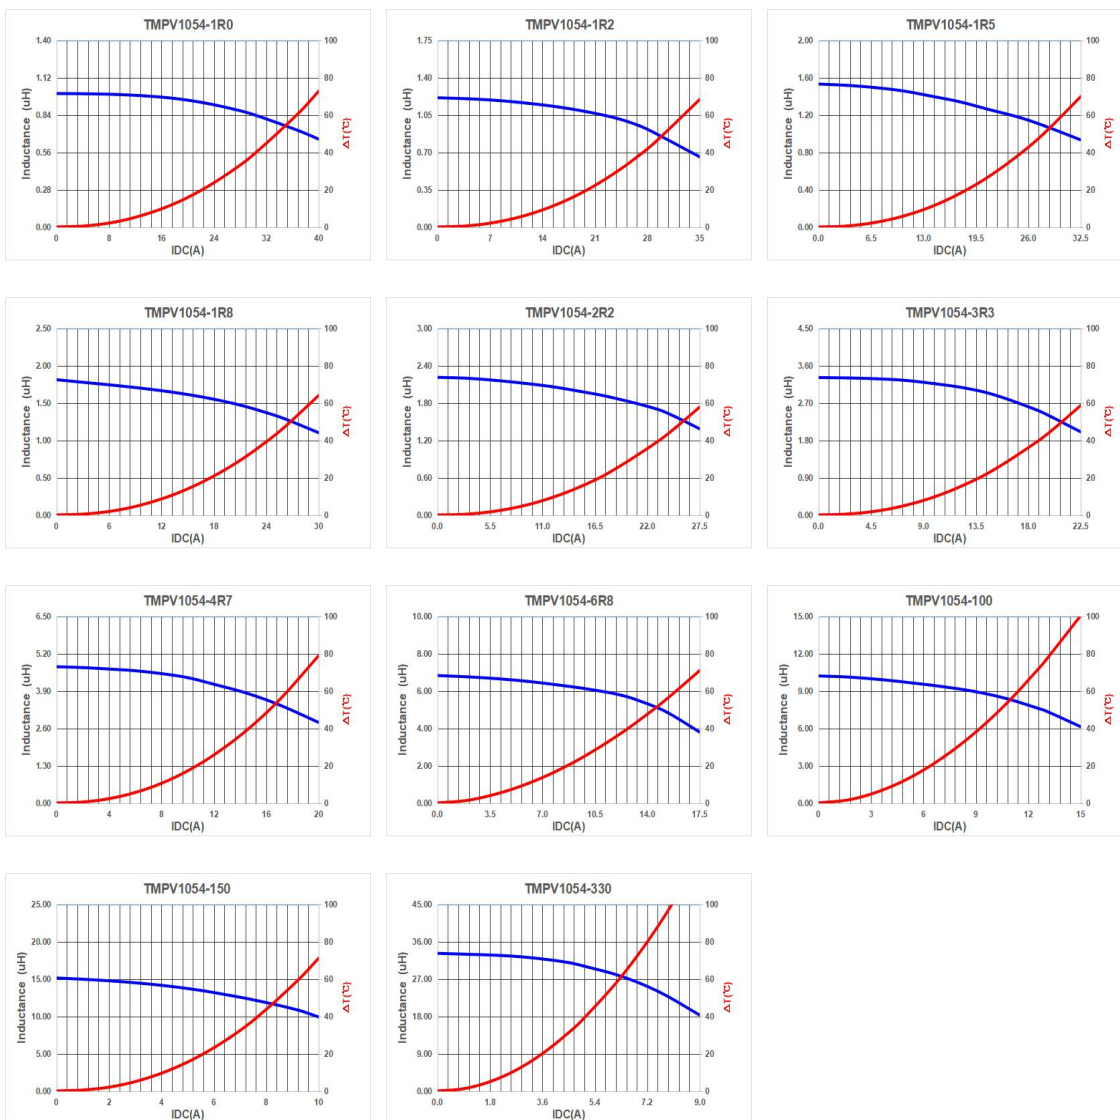 TMPV1054-1R0
Inductance (uH)
1.40 100
1.12 80
0.84 60
0.56 40
0.28 20
0.00 0
ΔT(℃)
0 8 16 24 32 40
IDC(A)
TMPV1054-1R2
Inductance (uH)
1.75 100
1.40 80
1.05 60
0.70 40
0.35 20
0.00 0
ΔT(℃)
0 7 14 21 28 35
IDC(A)
TMPV1054-1R5
Inductance (uH)
2.00 100
1.60 80
1.20 60
0.80 40
0.40 20
0.00 0
ΔT(℃)
0.0 6.5 13.0 19.5 26.0 32.5
IDC(A)
TMPV1054-1R8
Inductance (uH)
2.50 100
2.00 80
1.50 60
1.00 40
0.50 20
0.00 0
ΔT(℃)
0 6 12 18 24 30
IDC(A)
TMPV1054-2R2
Inductance (uH)
3.00 100
2.40 80
1.80 60
1.20 40
0.60 20
0.00 0
ΔT(℃)
0.0 5.5 11.0 16.5 22.0 27.5
IDC(A)
TMPV1054-3R3
Inductance (uH)
4.50 100
3.60 80
2.70 60
1.80 40
0.90 20
0.00 0
ΔT(℃)
0.0 4.5 9.0 13.5 18.0 22.5
IDC(A)
TMPV1054-4R7
Inductance (uH)
6.50 100
5.20 80
3.90 60
2.60 40
1.30 20
0.00 0
ΔT(℃)
0 4 8 12 16 20
IDC(A)
TMPV1054-6R8
Inductance (uH)
10.00 100
8.00 80
6.00 60
4.00 40
2.00 20
0.00 0
ΔT(℃)
0.0 3.5 7.0 10.5 14.0 17.5
IDC(A)
TMPV1054-100
Inductance (uH)
15.00 100
12.00 80
9.00 60
6.00 40
3.00 20
0.00 0
ΔT(℃)
0 3 6 9 12 15
IDC(A)
TMPV1054-150
Inductance (uH)
25.00 100
20.00 80
15.00 60
10.00 40
5.00 20
0.00 0
ΔT(℃)
0 2 4 6 8 10
IDC(A)
TMPV1054-330
Inductance (uH)
45.00 100
36.00 80
27.00 60
18.00 40
9.00 20
0.00 0
ΔT(℃)
0.0 1.8 3.6 5.4 7.2 9.0
IDC(A)